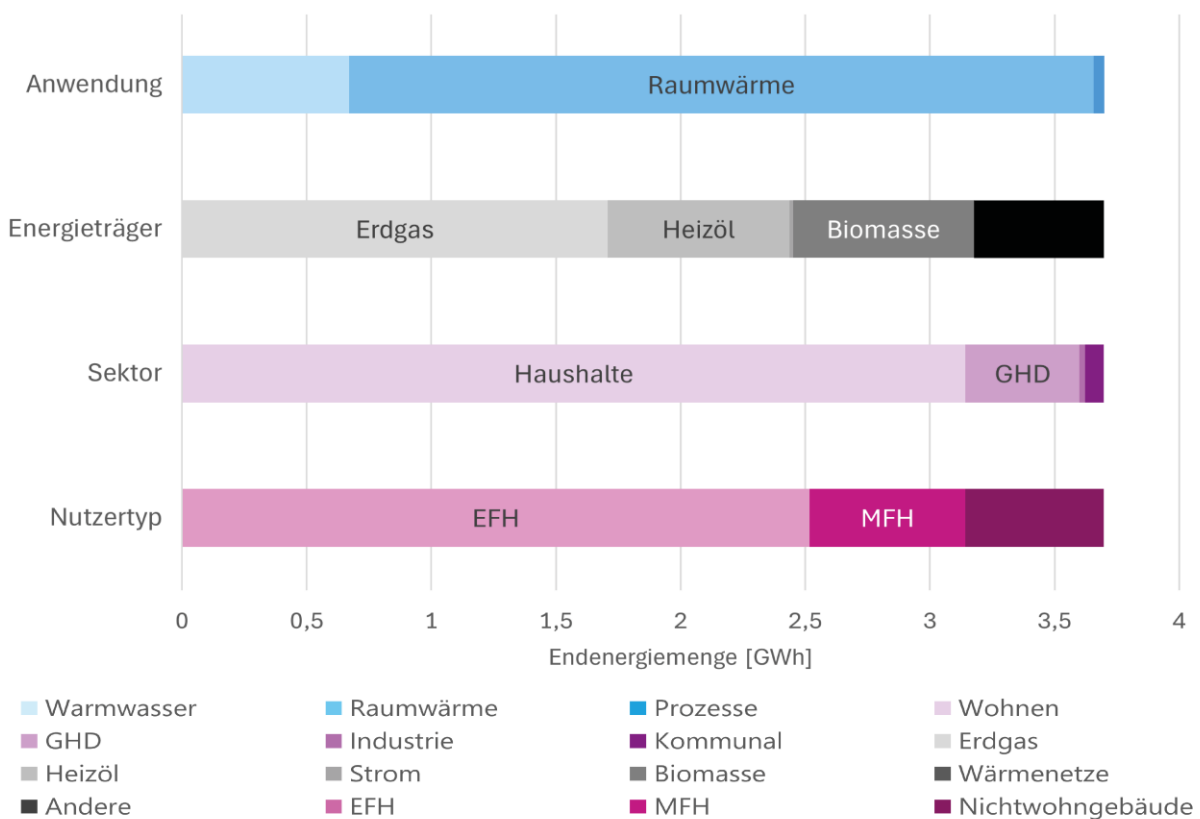 Anwendung
Raumwärme
Energieträger
Erdgas Heizöl Biomasse
Sektor
Haushalte GHD
Nutzertyp
EFH MFH
0 0,5 1 1,5 2 2,5 3 3,5 4
Endenergiemenge [GWh]
Warmwasser Raumwärme Prozesse Wohnen
GHD Industrie Kommunal Erdgas
Heizöl Strom Biomasse Wärmenetze
Andere EFH MFH Nichtwohngebäude